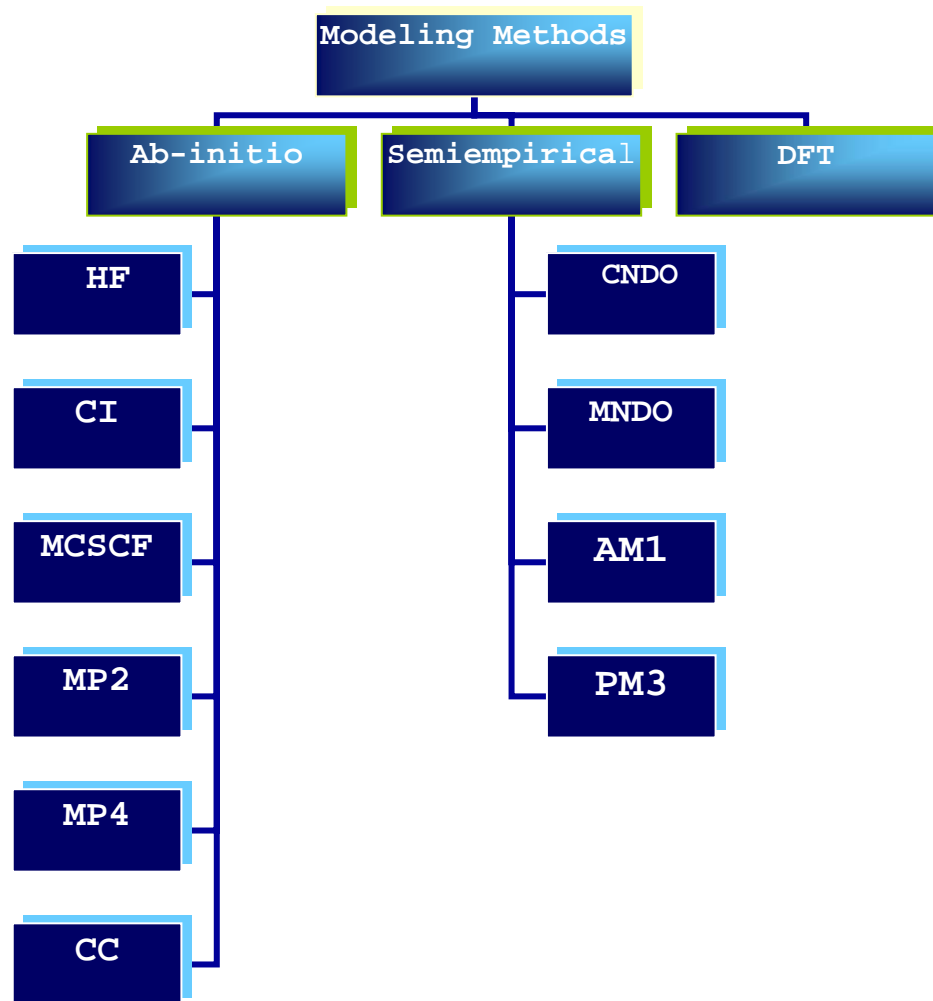 Modeling Methods
Ab-initio
Semiempirical
DFT
HF
CI
MCSCF
MP2
MP4
CC
CNDO
MNDO
AM1
PM3